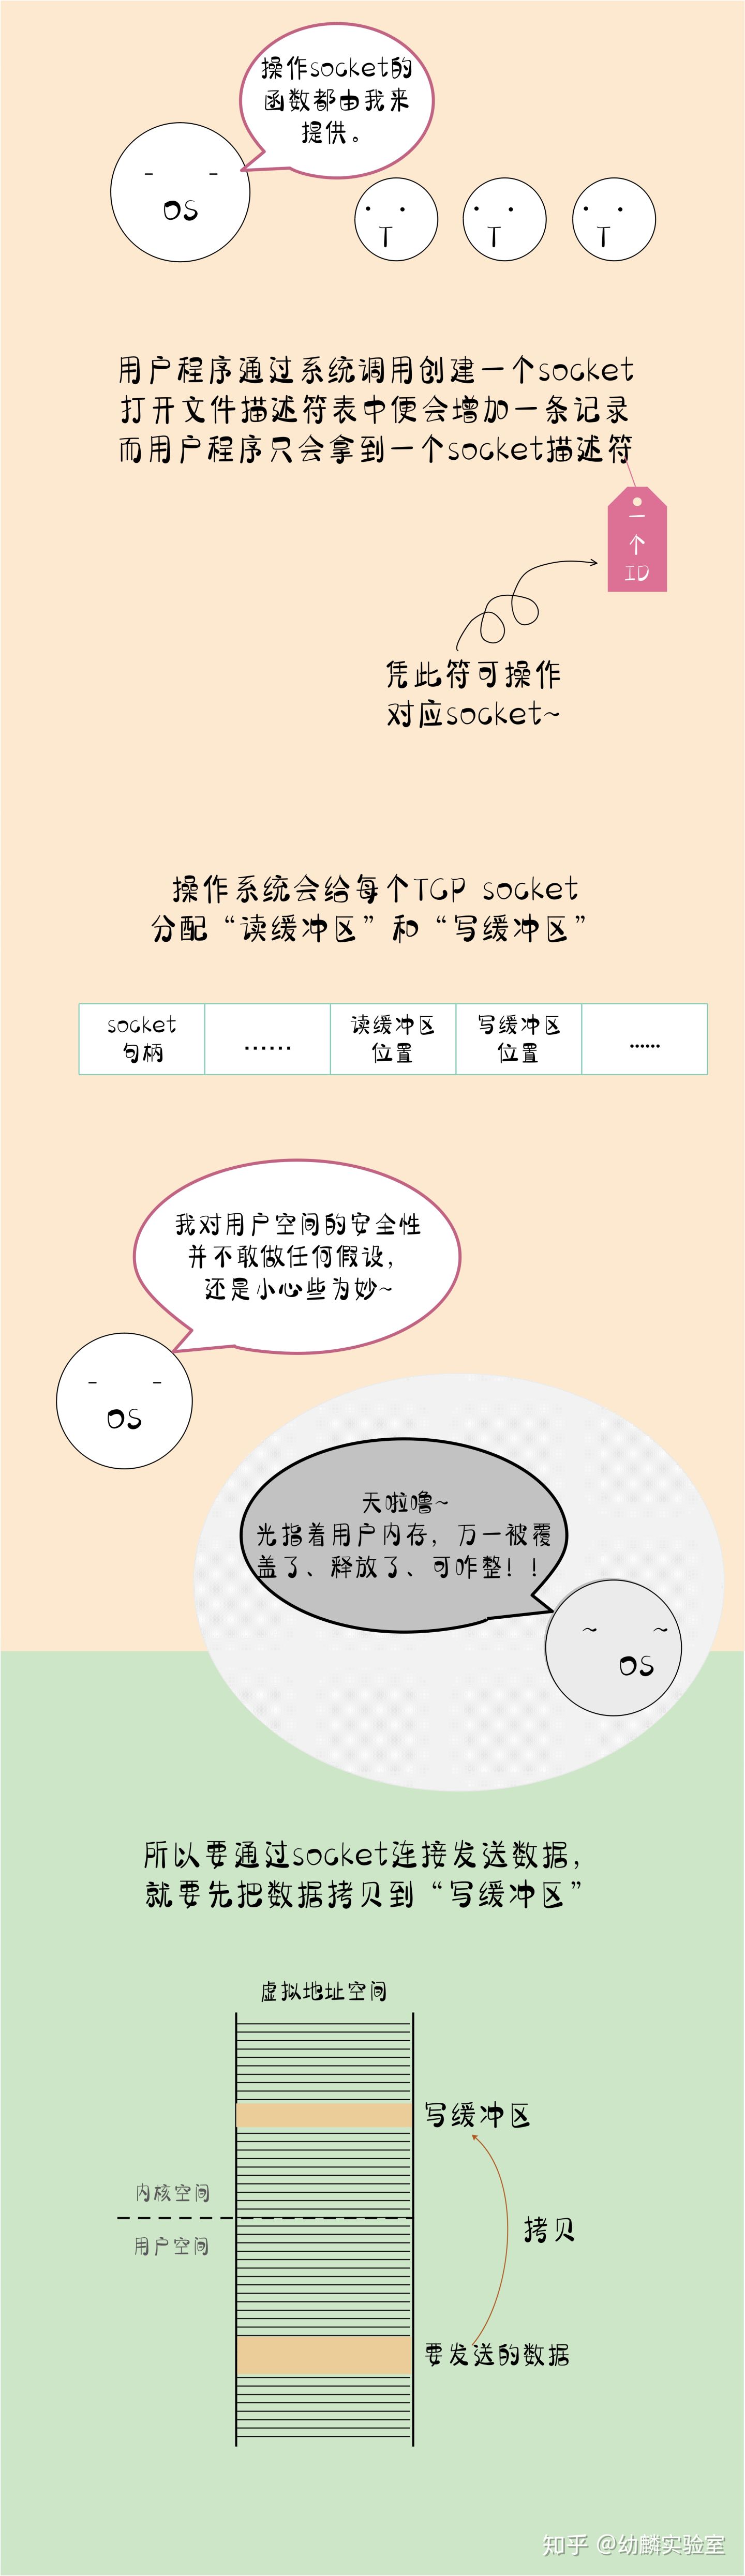 操作socket的
函数都由我来
提供。
OS
T
T
T
用户程序通过系统调用创建一个socket
打开文件描述符表中便会增加一条记录
而用户程序只会拿到一个socket描述符
一
个
ID
凭此符可操作
对应socket~
操作系统会给每个TCP socket
分配“读缓冲区”和“写缓冲区”
socket
句柄
......
读缓冲区
位置
写缓冲区
位置
......
我对用户空间的安全性
并不敢做任何假设，
还是小心些为妙~
OS
天啦噜~
光指着用户内存，万一被覆
盖了、释放了、可咋整！！
OS
所以要通过socket连接发送数据，
就要先把数据拷贝到“写缓冲区”
虚拟地址空间
写缓冲区
内核空间
拷贝
用户空间
要发送的数据
知乎 @幼麟实验室